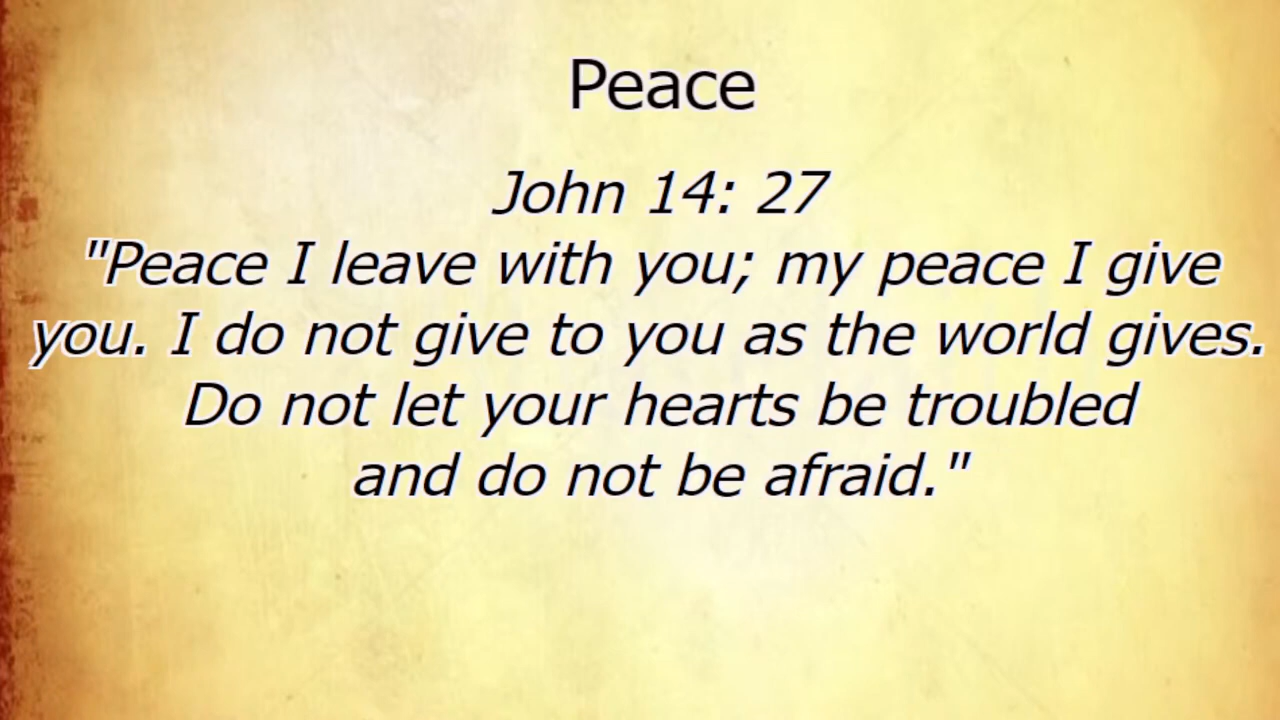 Peace
John 14: 27
"Peace I leave with you; my peace I give
you. I do not give to you as the world gives.
Do not let your hearts be troubled
and do not be afraid."